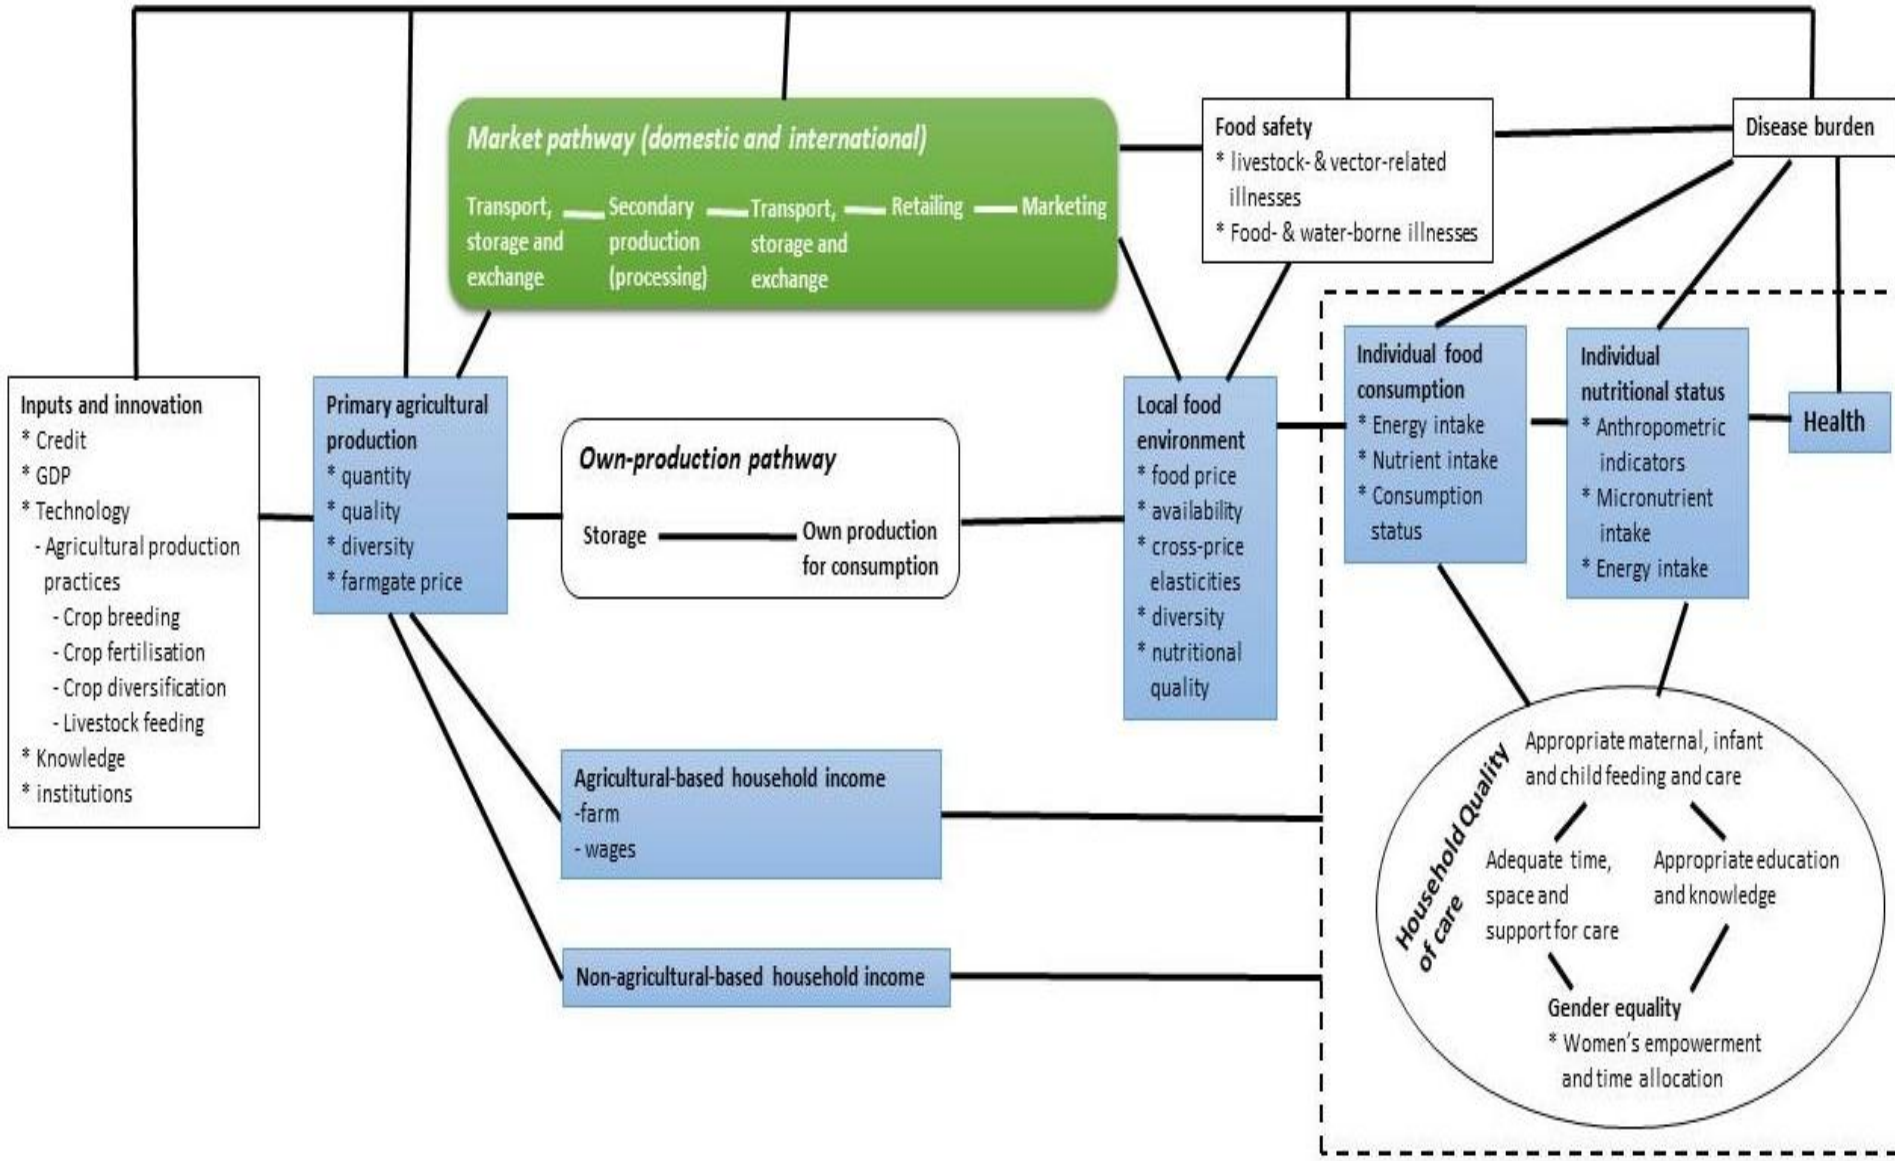 Market pathway (domestic and international)
Transport,
storage and
exchange
Secondary
production
(processing)
Transport,
storage and
exchange
Retailing
Marketing
Food safety
* livestock- & vector-related
illnesses
* Food- & water-borne illnesses
Disease burden
Inputs and innovation
* Credit
* GDP
* Technology
- Agricultural production
practices
- Crop breeding
- Crop fertilisation
- Crop diversification
- Livestock feeding
* Knowledge
* institutions
Primary agricultural
production
* quantity
* quality
* diversity
* farmgate price
Own-production pathway
Storage
Own production
for consumption
Local food
environment
* food price
* availability
* cross-price
elasticities
* diversity
* nutritional
quality
Individual food
consumption
* Energy intake
* Nutrient intake
* Consumption
status
Individual
nutritional status
* Anthropometric
indicators
* Micronutrient
intake
* Energy intake
Health
Agricultural-based household income
-farm
- wages
Non-agricultural-based household income
Household Quality
of care
Appropriate maternal, infant
and child feeding and care
Adequate time,
space and
support for care
Appropriate education
and knowledge
Gender equality
* Women's empowerment
and time allocation